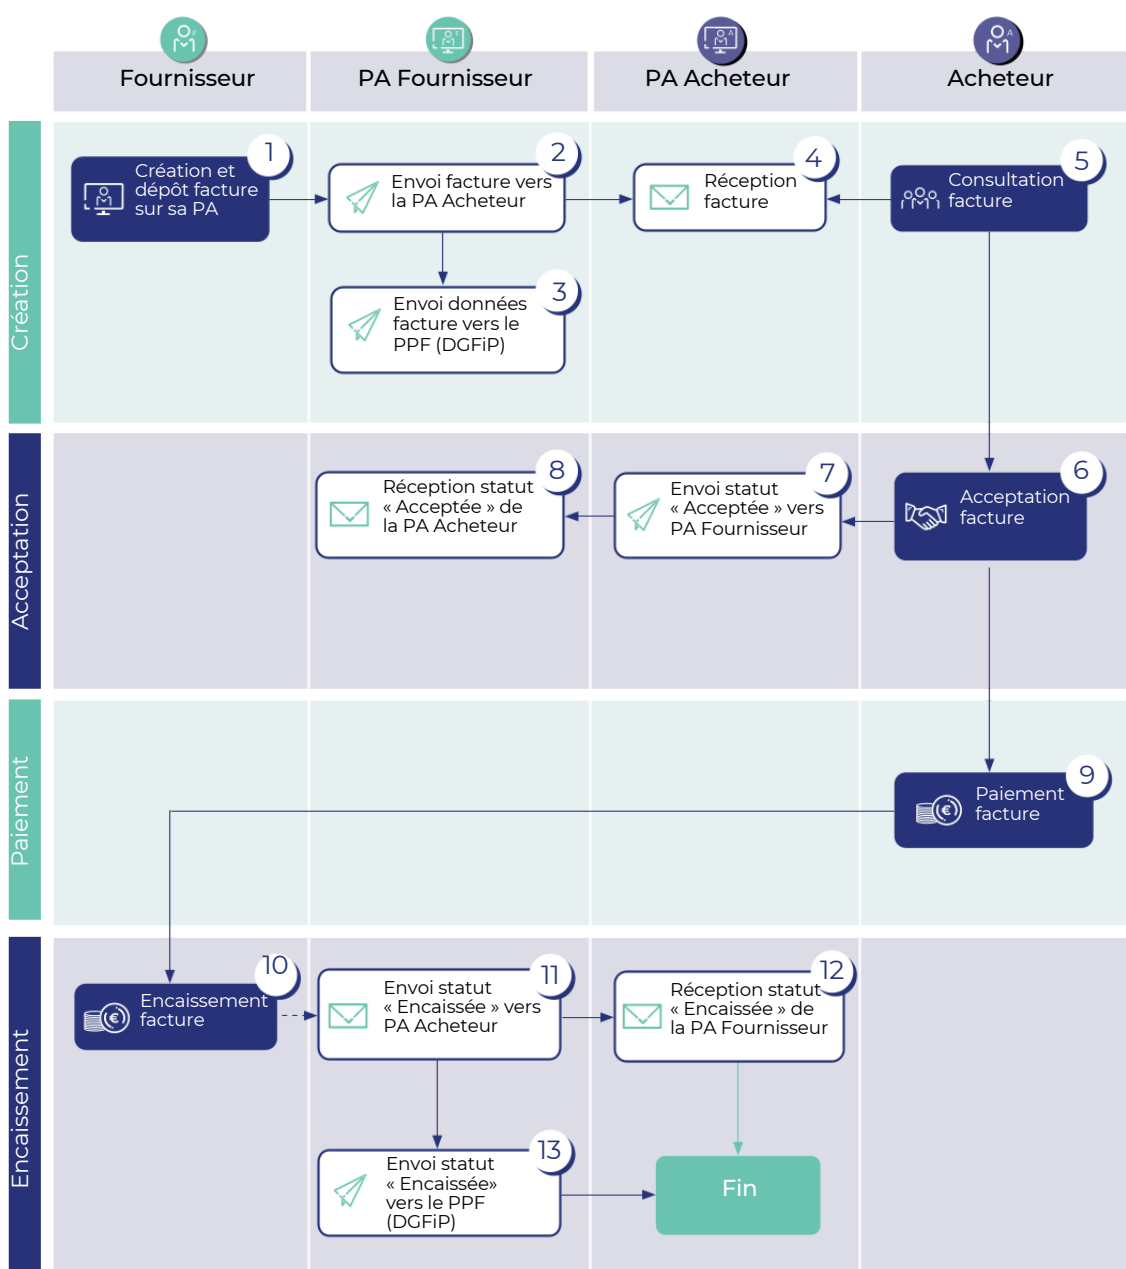 Fournisseur
PA Fournisseur
PA Acheteur
Acheteur
Création
1
Création et
dépôt facture
sur sa PA
2
Envoi facture vers
la PA Acheteur
4
Réception
facture
5
Consultation
facture
3
Envoi données
facture vers le
PPF (DGFiP)
Acceptation
8
Réception statut
« Acceptée » de
la PA Acheteur
7
Envoi statut
« Acceptée » vers
PA Fournisseur
6
Acceptation
facture
Paiement
9
Paiement
facture
Encaissement
10
Encaissement
facture
11
Envoi statut
« Encaissée » vers
PA Acheteur
12
Réception statut
« Encaissée » de
la PA Fournisseur
13
Envoi statut
« Encaissée»
vers le PPF
(DGFiP)
Fin